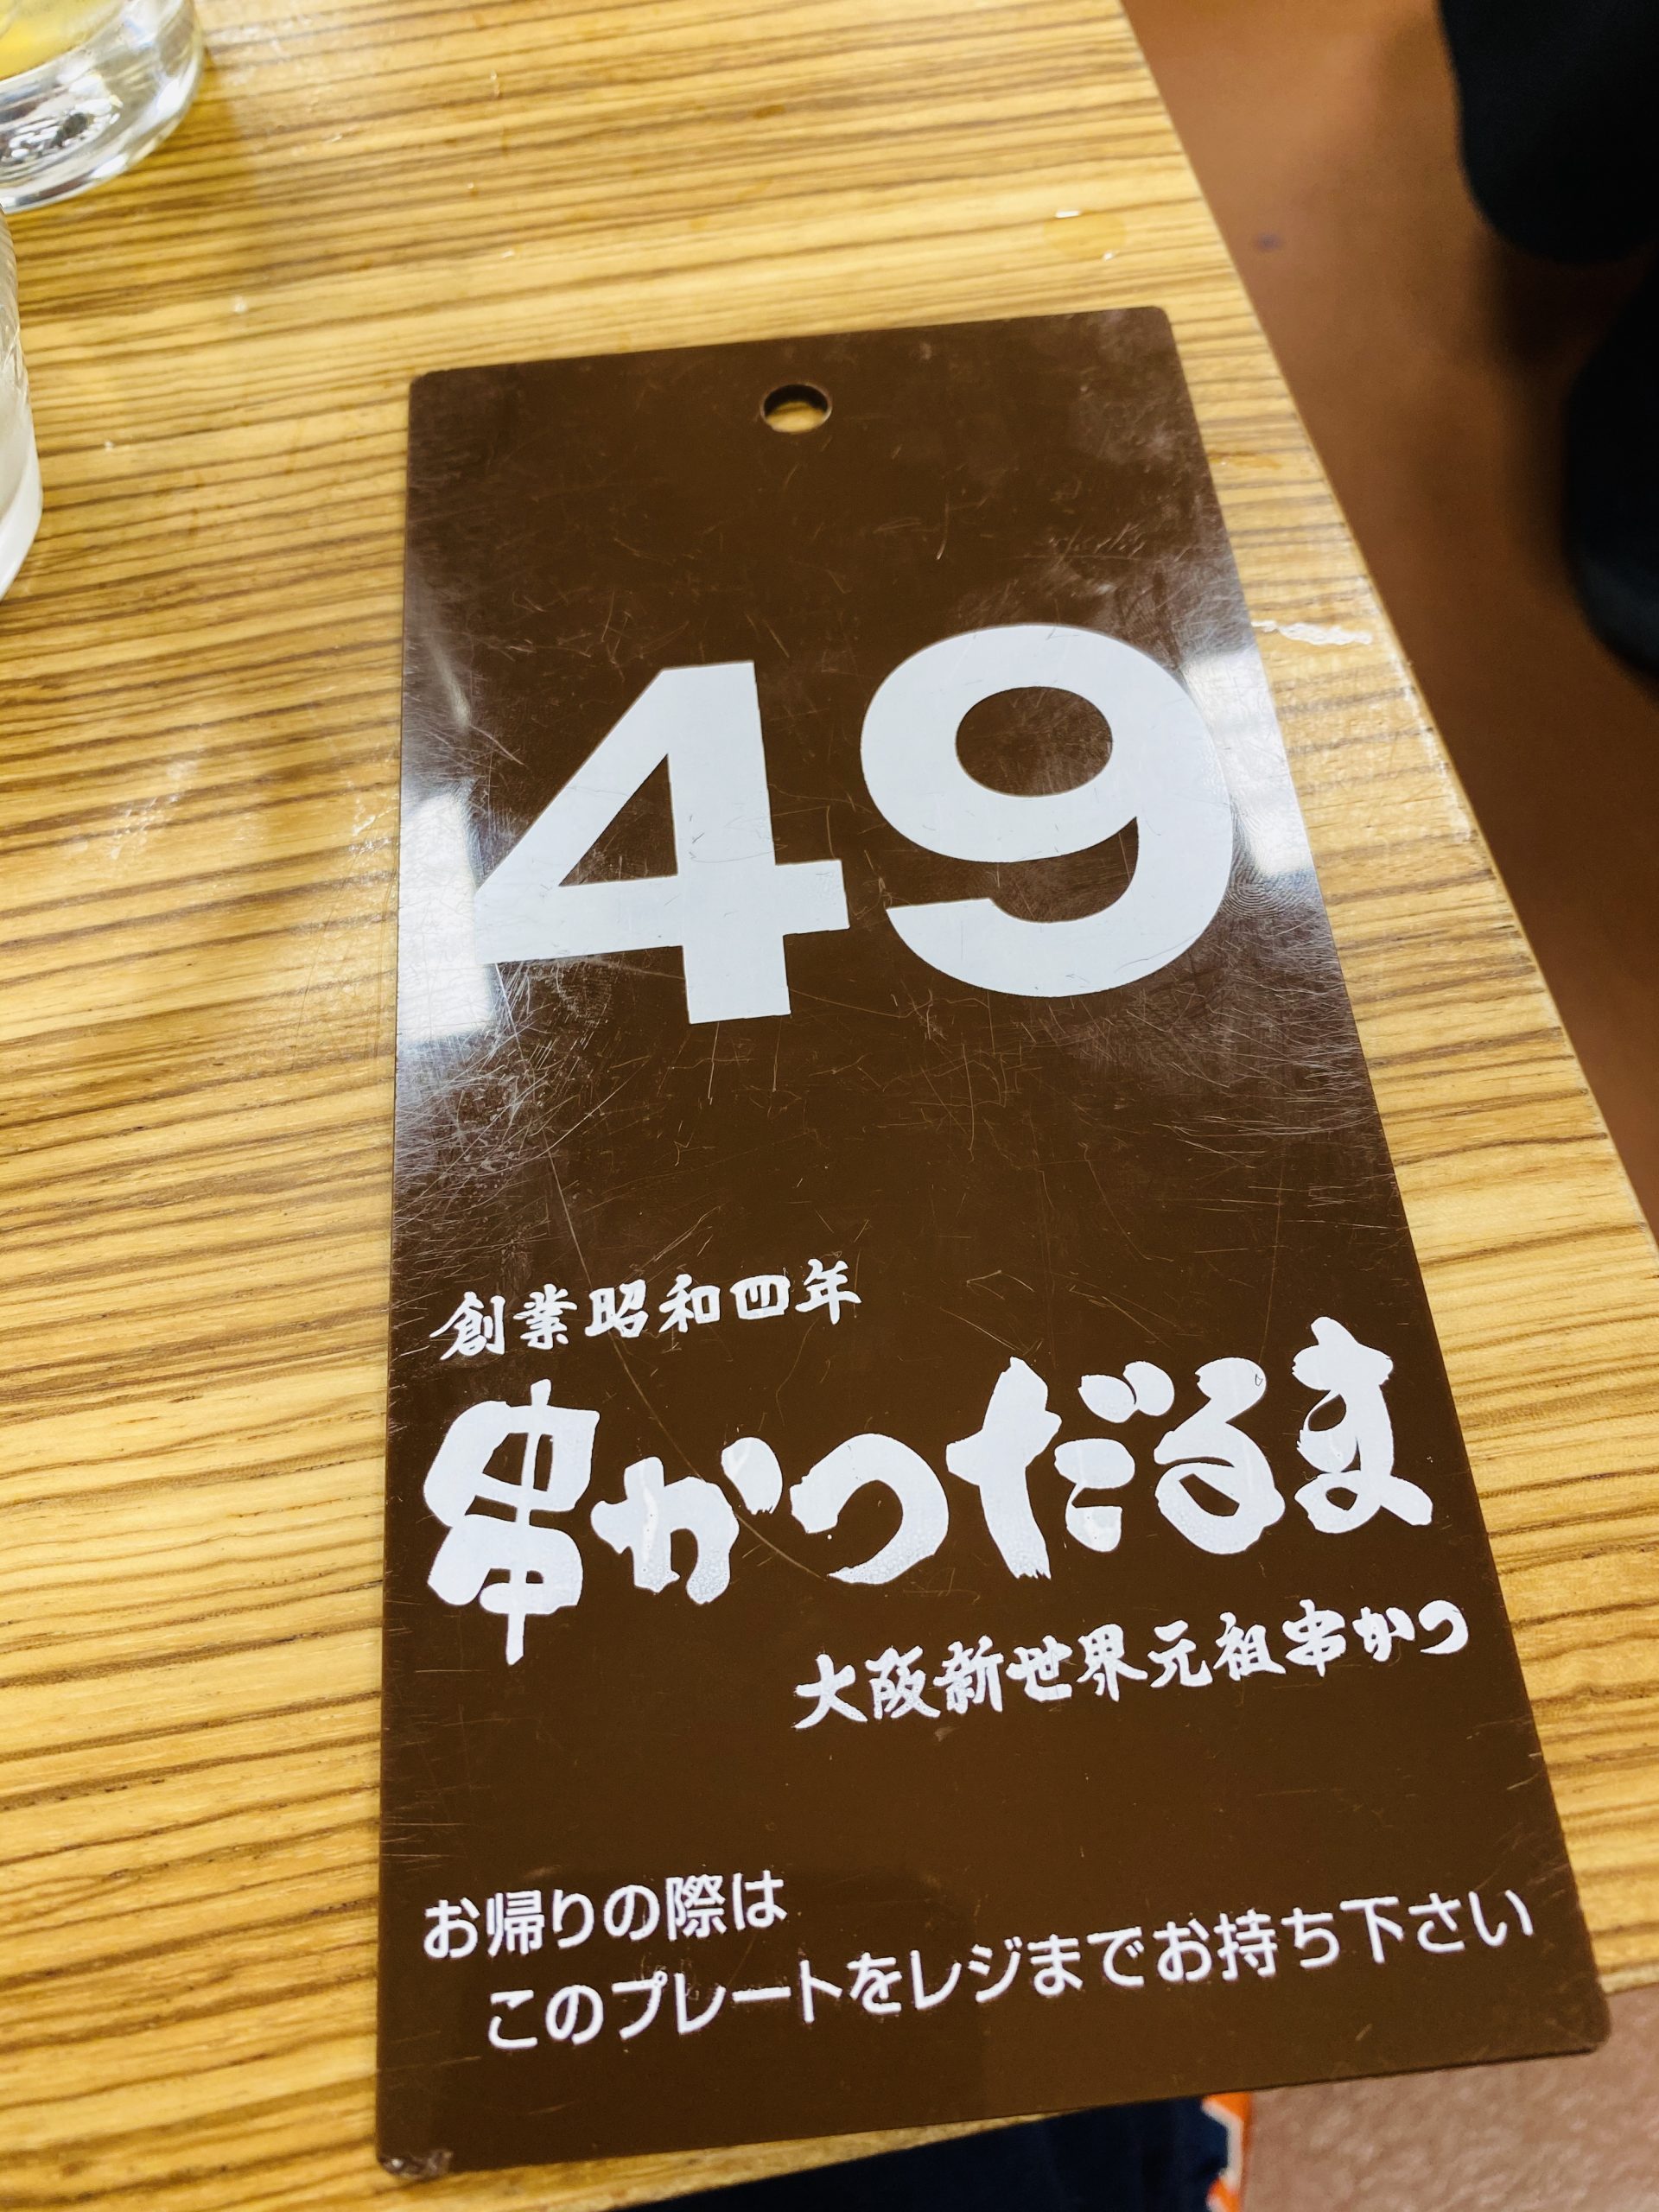 49
創業昭和四年
串かつだるま
大阪新世界元祖串かつ
お帰りの際は
このプレートをレジまでお持ち下さい